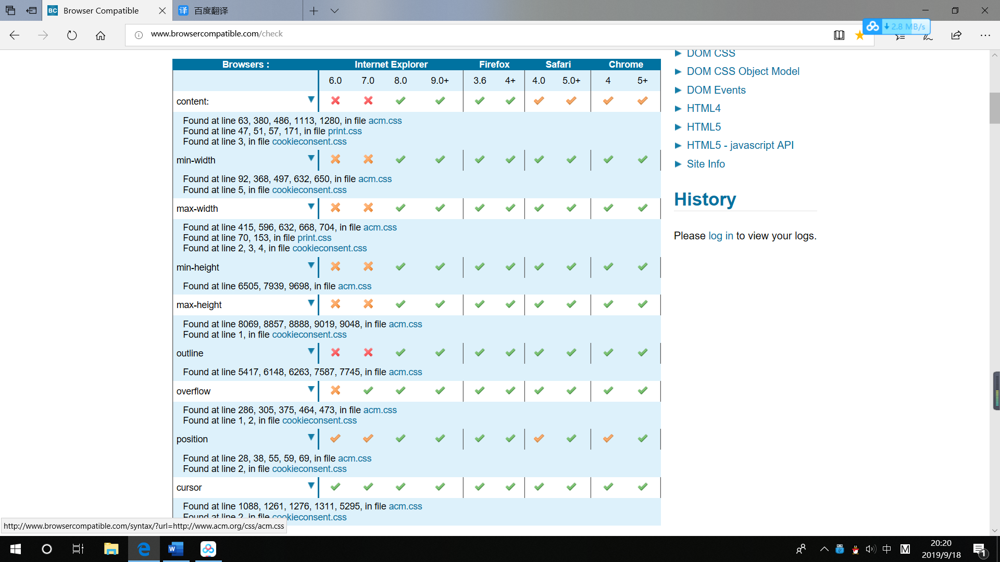 BC Browser Compatible
译 百度翻译
www.browsercompatible.com/check
2.8 MB/s
Browsers : Internet Explorer Firefox Safari Chrome
6.0 7.0 8.0 9.0+ 3.6 4+ 4.0 5.0+ 4 5+
content:
Found at line 63, 380, 486, 1113, 1280, in file acm.css
Found at line 47, 51, 57, 171, in file print.css
Found at line 3, in file cookieconsent.css
min-width
Found at line 92, 368, 497, 632, 650, in file acm.css
Found at line 5, in file cookieconsent.css
max-width
Found at line 415, 596, 632, 668, 704, in file acm.css
Found at line 70, 153, in file print.css
Found at line 2, 3, 4, in file cookieconsent.css
min-height
Found at line 6505, 7939, 9698, in file acm.css
max-height
Found at line 8069, 8857, 8888, 9019, 9048, in file acm.css
Found at line 1, in file cookieconsent.css
outline
Found at line 5417, 6148, 6263, 7587, 7745, in file acm.css
overflow
Found at line 286, 305, 375, 464, 473, in file acm.css
Found at line 1, 2, in file cookieconsent.css
position
Found at line 28, 38, 55, 59, 69, in file acm.css
Found at line 2, in file cookieconsent.css
cursor
Found at line 1088, 1261, 1276, 1311, 5295, in file acm.css
Found at line 2, in file cookieconsent.css
DOM CSS
DOM CSS Object Model
DOM Events
HTML4
HTML5
HTML5 - javascript API
Site Info
History
Please log in to view your logs.
http://www.browsercompatible.com/syntax/?url=http://www.acm.org/css/acm.css
W
中 M
20:20
2019/9/18
1